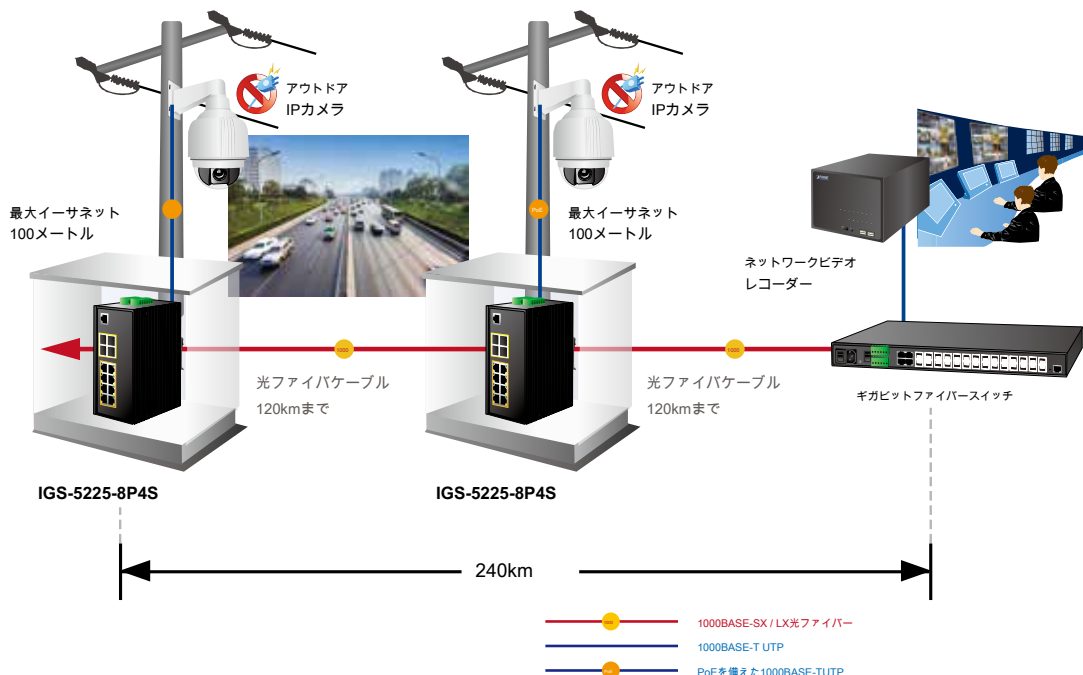 アウトドア
IPカメラ
アウトドア
IPカメラ
最大イーサネット
100メートル
PoE
最大イーサネット
100メートル
ネットワークビデオ
レコーダー
1000
1000
光ファイバケーブル
120kmまで
光ファイバケーブル
120kmまで
ギガビットファイバースイッチ
IGS-5225-8P4S
IGS-5225-8P4S
240km
1000
1000BASE-SX / LX光ファイバー
1000BASE-T UTP
PoE
PoEを備えた1000BASE-TUTP